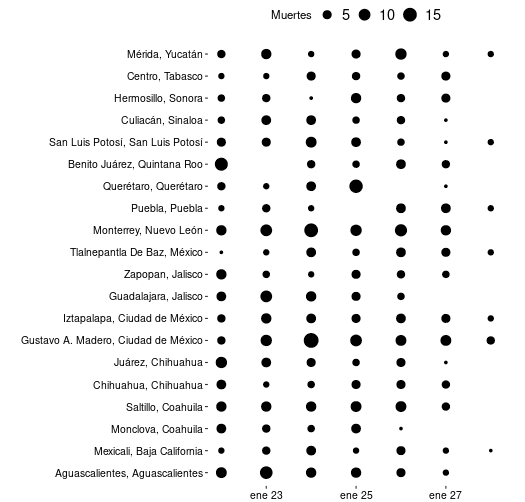 Muertes 5 10 15
Mérida, Yucatán
Centro, Tabasco
Hermosillo, Sonora
Culiacán, Sinaloa
San Luis Potosí, San Luis Potosí
Benito Juárez, Quintana Roo
Querétaro, Querétaro
Puebla, Puebla
Monterrey, Nuevo León
Tlalnepantla De Baz, México
Zapopan, Jalisco
Guadalajara, Jalisco
Iztapalapa, Ciudad de México
Gustavo A. Madero, Ciudad de México
Juárez, Chihuahua
Chihuahua, Chihuahua
Saltillo, Coahuila
Monclova, Coahuila
Mexicali, Baja California
Aguascalientes, Aguascalientes
ene 23 ene 25 ene 27